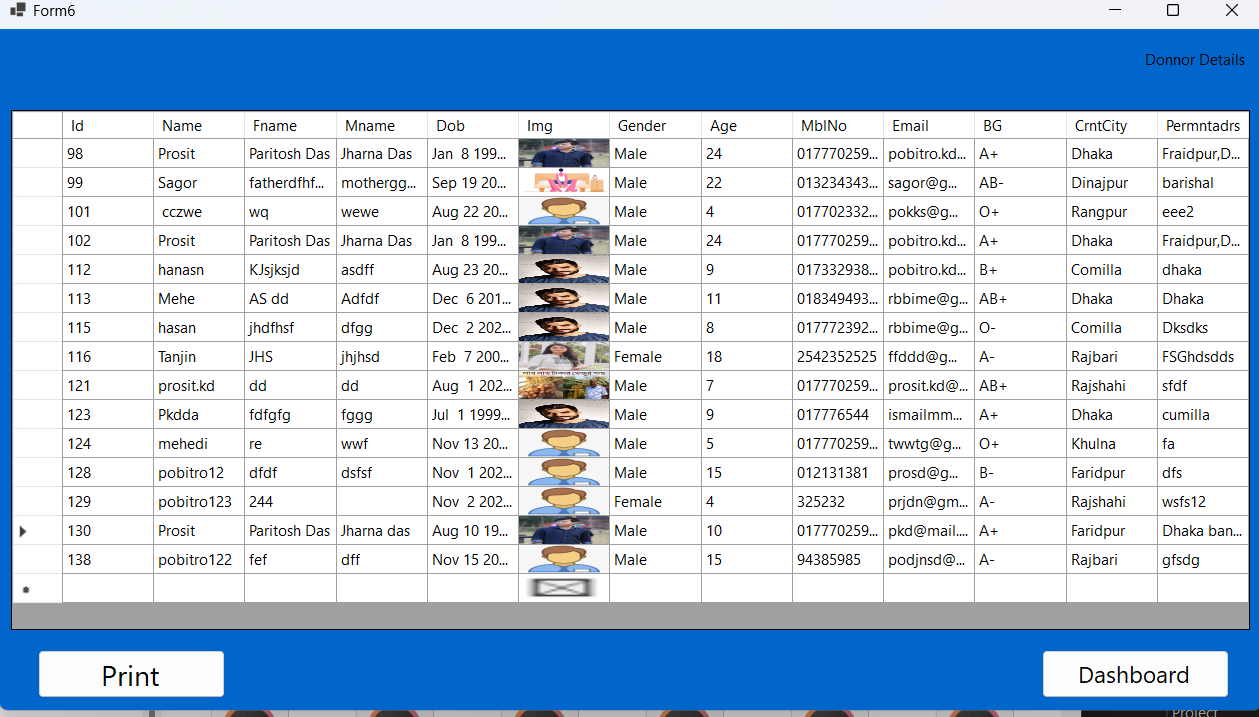 Form6
Donnor Details
Id Name Fname Mname Dob Img Gender Age MblNo Email BG CrntCity Permntadrs
98 Prosit Paritosh Das Jharna Das Jan 8 199... Male 24 017770259... pobitro.kd... A+ Dhaka Fraidpur,D...
99 Sagor fatherdfhf... mothergg... Sep 19 20... Male 22 013234343... sagor@g... AB- Dinajpur barishal
101 cczwe wq wewe Aug 22 20... Male 4 017702332... pokks@g... O+ Rangpur eee2
102 Prosit Paritosh Das Jharna Das Jan 8 199... Male 24 017770259... pobitro.kd... A+ Dhaka Fraidpur,D...
112 hanasn KJsjksjd asdff Aug 23 20... Male 9 017332938... pobitro.kd... B+ Comilla dhaka
113 Mehe AS dd Adfdf Dec 6 201... Male 11 018349493... rbbime@g... AB+ Dhaka Dhaka
115 hasan jhdfhsf dfgg Dec 2 202... Male 8 017772392... rbbime@g... O- Comilla Dksdks
116 Tanjin JHS jhjhsd Feb 7 200... Female 18 2542352525 ffddd@g... A- Rajbari FSGhdsdds
121 prosit.kd dd dd Aug 1 202... Male 7 017770259... prosit.kd@... AB+ Rajshahi sfdf
123 Pkdda fdfgfg fggg Jul 1 1999... Male 9 017776544 ismailmm... A+ Dhaka cumilla
124 mehedi re wwf Nov 13 20... Male 5 017770259... twwtg@g... O+ Khulna fa
128 pobitro12 dfdf dsfsf Nov 1 202... Male 15 012131381 prosd@g... B- Faridpur dfs
129 pobitro123 244 Nov 2 202... Female 4 325232 prjdn@gm... A- Rajshahi wsfs12
130 Prosit Paritosh Das Jharna das Aug 10 19... Male 10 017770259... pkd@mail.... A+ Faridpur Dhaka ban...
138 pobitro122 fef dff Nov 15 20... Male 15 94385985 podjnsd@... A- Rajbari gfsdg
Print Dashboard
Project